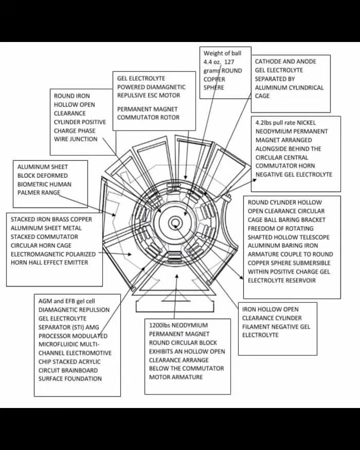 Weight of ball
4.4 oz, 127
grams ROUND
COPPER
SPHERE
CATHODE AND ANODE
GEL ELECTROLYTE
SEPARATED BY
ALUMINUM CYLINDRICAL
CAGE
GEL ELECTROLYTE
POWERED DIAMAGNETIC
REPULSIVE ESC MOTOR
PERMANENT MAGNET
COMMUTATOR ROTOR
ROUND IRON
HOLLOW OPEN
CLEARANCE
CYLINDER POSITIVE
CHARGE PHASE
WIRE JUNCTION
4.2lbs pull rate NICKEL
NEODYMIUM PERMANENT
MAGNET ARRANGED
ALONGSIDE BEHIND THE
CIRCULAR CENTRAL
COMMUTATOR HORN
NEGATIVE GEL ELECTROLYTE
ALUMINUM SHEET
BLOCK DEFORMED
BIOMETRIC HUMAN
PALMER RANGE
ROUND CYLINDER HOLLOW
OPEN CLEARANCE CIRCULAR
CAGE BALL BARING BRACKET
FREEDOM OF ROTATING
SHAFTED HOLLOW TELESCOPE
ALUMINUM BARING IRON
ARMATURE COUPLE TO ROUND
COPPER SPHERE SUBMERSIBLE
WITHIN POSITIVE CHARGE GEL
ELECTROLYTE RESERVOIR
STACKED IRON BRASS COPPER
ALUMINUM SHEET METAL
STACKED COMMUTATOR
CIRCULAR HORN CAGE
ELECTROMAGNETIC POLARIZED
HORN HALL EFFECT EMITTER
AGM and EFB gel cell
DIAMAGNETIC REPULSION
GEL ELECTROLYTE
SEPARATOR (STI) AMG
PROCESSOR MODULATED
MICROFLUIDIC MULTI-
CHANNEL ELECTROMOTIVE
CHIP STACKED ACRYLIC
CIRCUIT BRAINBOARD
SURFACE FOUNDATION
1200lbs NEODYMIUM
PERMANENT MAGNET
ROUND CIRCULAR BLOCK
EXHIBITS AN HOLLOW OPEN
CLEARANCE ARRANGE
BELOW THE COMMUTATOR
MOTOR ARMATURE
IRON HOLLOW OPEN
CLEARANCE CYLINDER
FILAMENT NEGATIVE GEL
ELECTROLYTE